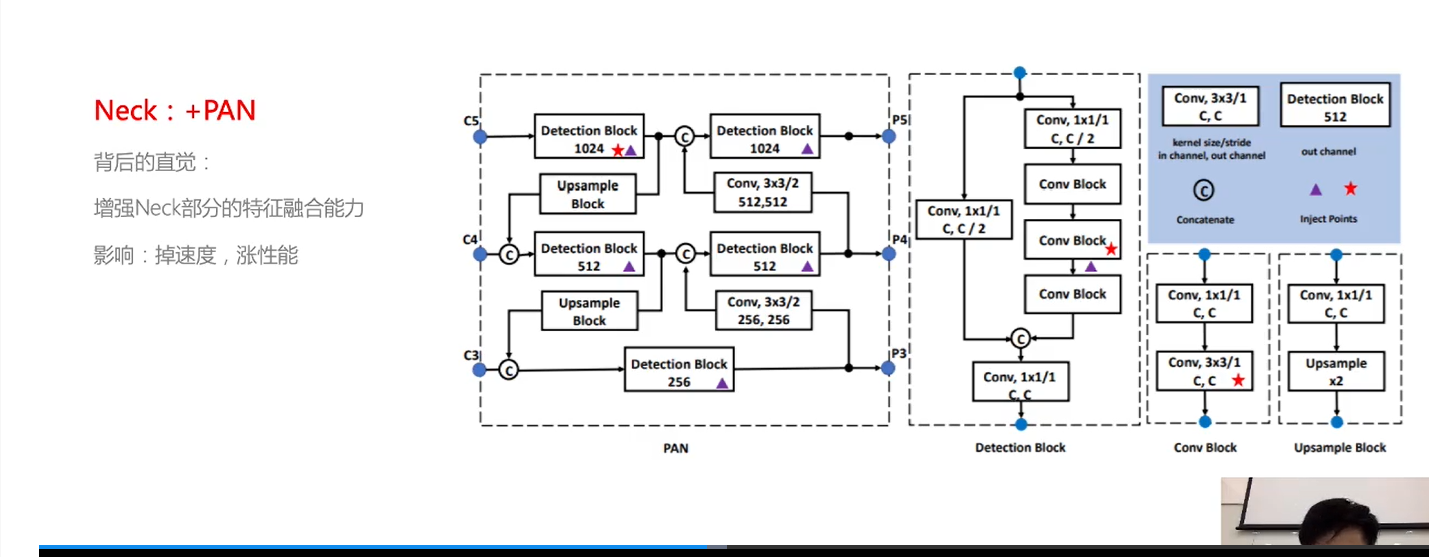 Neck：+PAN
背后的直觉：
增强Neck部分的特征融合能力
影响：掉速度，涨性能
C5
Detection Block
1024
C
Detection Block
1024
P5
Upsample
Block
Conv, 3x3/2
512,512
C4
C
Detection Block
512
C
Detection Block
512
P4
Upsample
Block
Conv, 3x3/2
256, 256
C3
C
Detection Block
256
P3
PAN
Conv, 1x1/1
C, C / 2
Conv Block
Conv, 1x1/1
C, C / 2
Conv Block
Conv Block
C
Conv, 1x1/1
C, C
Detection Block
Conv, 3x3/1
C, C
kernel size/stride
in channel, out channel
Detection Block
512
out channel
C
Concatenate
Inject Points
Conv, 1x1/1
C, C
Conv, 3x3/1
C, C
Conv Block
Conv, 1x1/1
C, C
Upsample
x2
Upsample Block